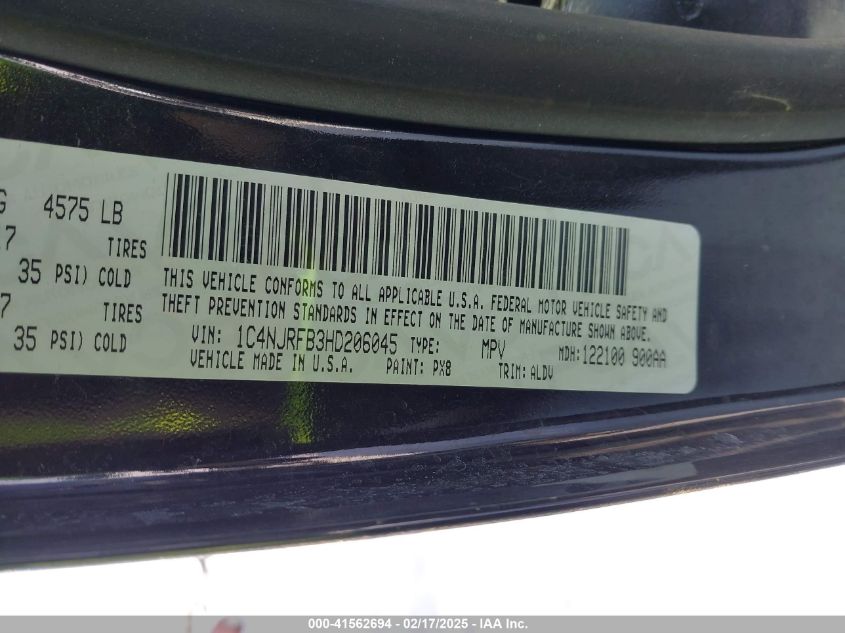 G 4575 LB
7 TIRES
35 PSI) COLD
7 TIRES
35 PSI) COLD
THIS VEHICLE CONFORMS TO ALL APPLICABLE U.S.A. FEDERAL MOTOR VEHICLE SAFETY AND
THEFT PREVENTION STANDARDS IN EFFECT ON THE DATE OF MANUFACTURE SHOWN ABOVE.
VIN: 1C4NJRFB3HD206045 TYPE: MPV MDH:122100 900AA
VEHICLE MADE IN U.S.A. PAINT: PX8 TRIM: ALDV
000-41562694 - 02/17/2025 - IAA Inc.